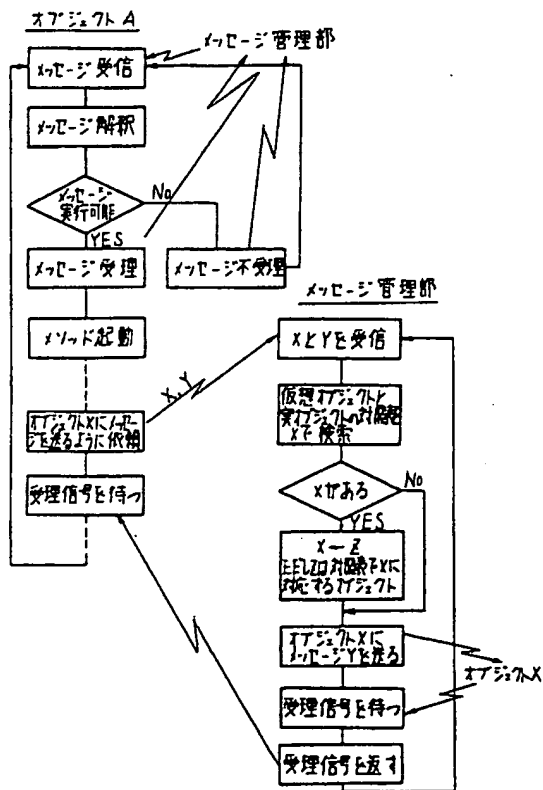 オブジェクト A
メッセージ管理部
メッセージ受信
メッセージ解釈
メッセージ
実行可能
No
YES
メッセージ受理
メッセージ不受理
メソッド起動
オブジェクトXにメッセー
ジを送るように依頼
受理信号を待つ
X,Y
メッセージ管理部
XとYを受信
仮想オブジェクトと
実オブジェクトの対照表を
Xで検索
Xがある
No
YES
X ← Z
ただしZは対照表でXに
対応するオブジェクト
オブジェクトXに
メッセージYを送る
オブジェクトX
受理信号を待つ
受理信号を返す